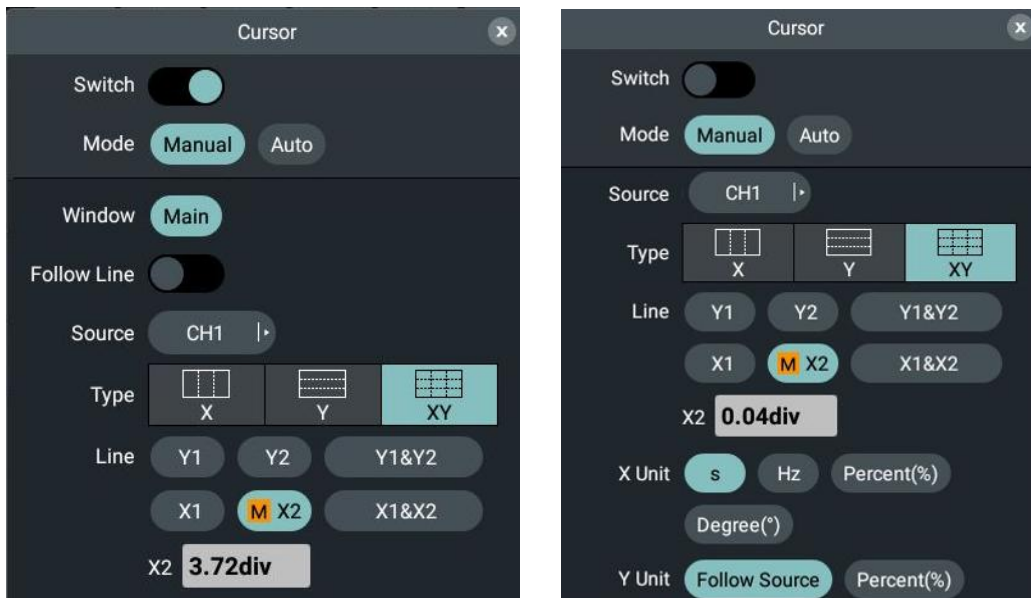 Cursor
x
Switch
Mode Manual Auto
Window Main
Follow Line
Source CH1
Type X Y XY
Line Y1 Y2 Y1&Y2
X1 M X2 X1&X2
X2 3.72div
Cursor
x
Switch
Mode Manual Auto
Source CH1
Type X Y XY
Line Y1 Y2 Y1&Y2
X1 M X2 X1&X2
X2 0.04div
X Unit s Hz Percent(%)
Degree(°)
Y Unit Follow Source Percent(%)